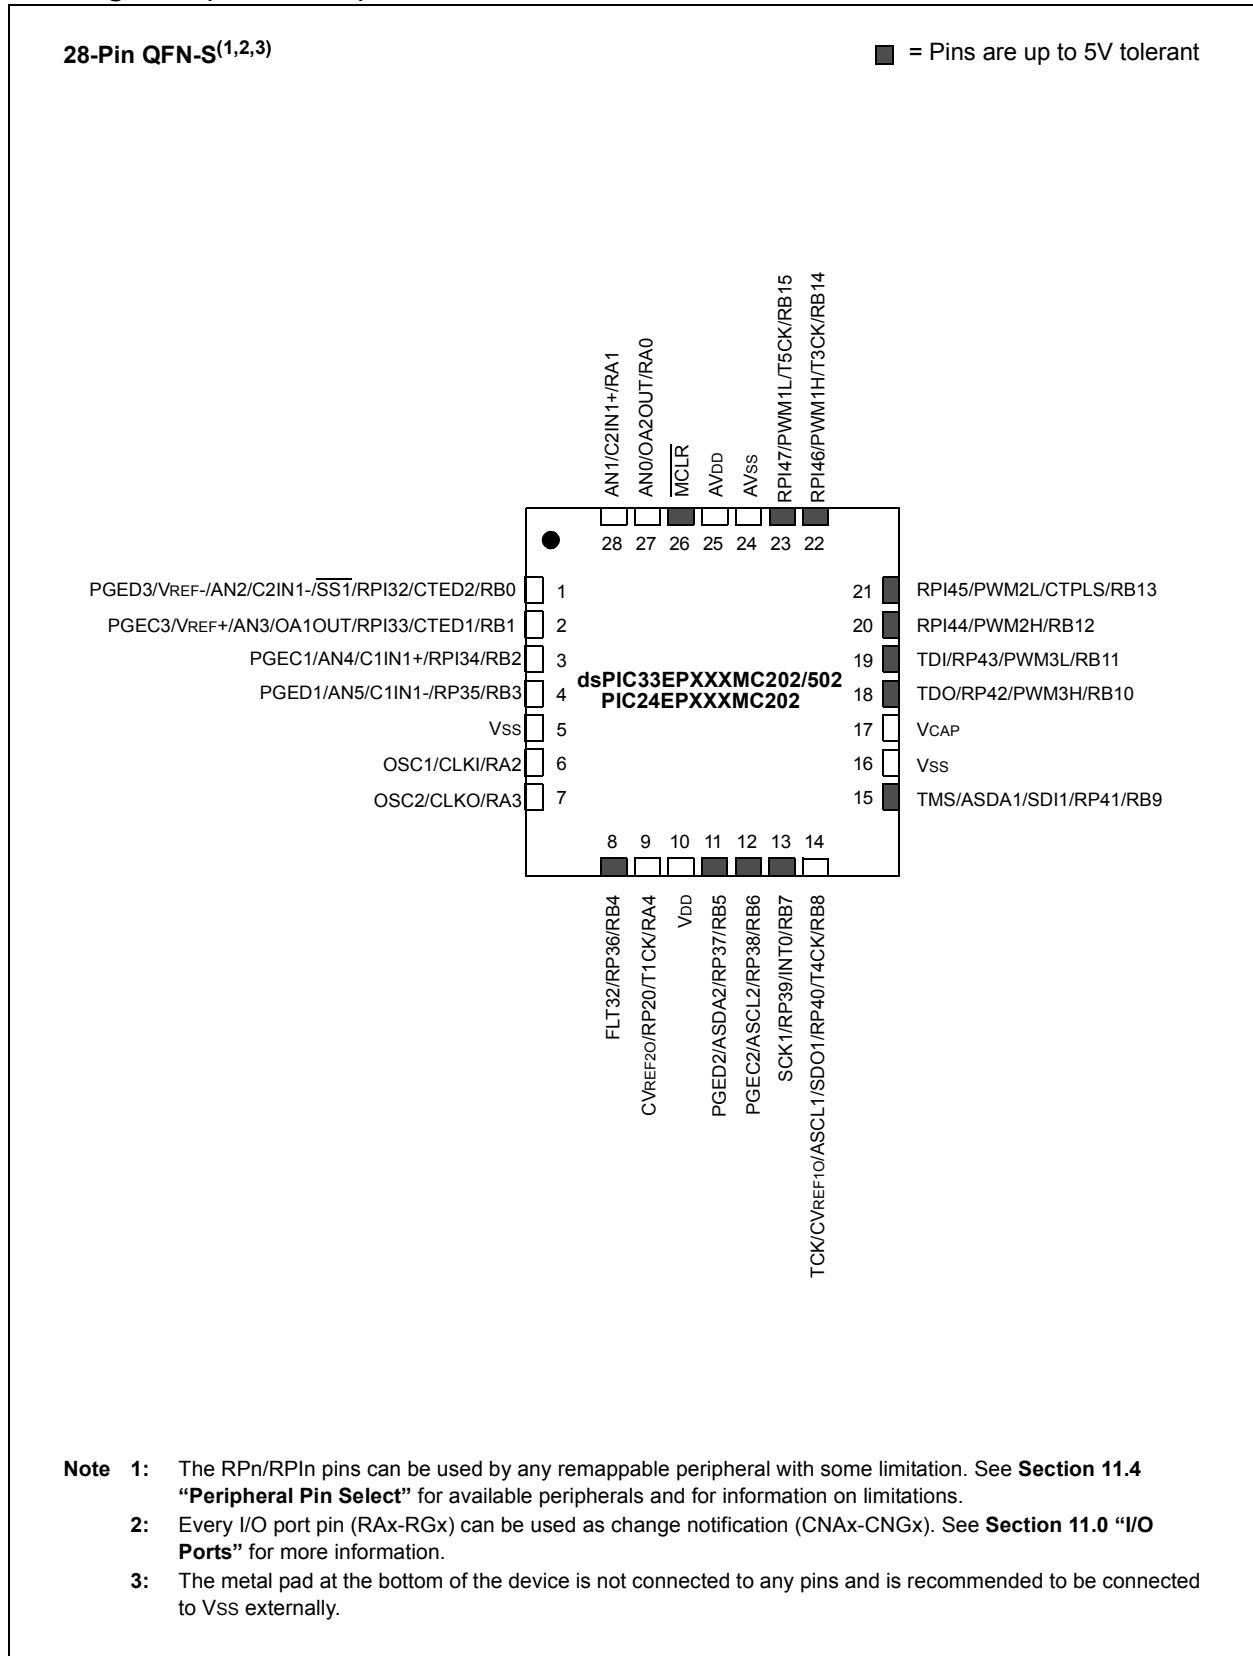 28-Pin QFN-S(1,2,3)
= Pins are up to 5V tolerant
AN1/C2IN1+/RA1
AN0/OA2OUT/RA0
MCLR
AVDD
AVSS
RPI47/PWM1L/T5CK/RB15
RPI46/PWM1H/T3CK/RB14
28 27 26 25 24 23 22
PGED3/VREF-/AN2/C2IN1-/SS1/RPI32/CTED2/RB0 1
PGEC3/VREF+/AN3/OA1OUT/RPI33/CTED1/RB1 2
PGEC1/AN4/C1IN1+/RPI34/RB2 3
PGED1/AN5/C1IN1-/RP35/RB3 4
VSS 5
OSC1/CLKI/RA2 6
OSC2/CLKO/RA3 7
dsPIC33EPXXXMC202/502
PIC24EPXXXMC202
21 RPI45/PWM2L/CTPLS/RB13
20 RPI44/PWM2H/RB12
19 TDI/RP43/PWM3L/RB11
18 TDO/RP42/PWM3H/RB10
17 VCAP
16 VSS
15 TMS/ASDA1/SDI1/RP41/RB9
8 9 10 11 12 13 14
FLT32/RP36/RB4
CVREF2O/RP20/T1CK/RA4
VDD
PGED2/ASDA2/RP37/RB5
PGEC2/ASCL2/RP38/RB6
SCK1/RP39/INT0/RB7
TCK/CVREF1O/ASCL1/SDO1/RP40/T4CK/RB8
Note 1: The RPn/RPIn pins can be used by any remappable peripheral with some limitation. See Section 11.4
“Peripheral Pin Select” for available peripherals and for information on limitations.
2: Every I/O port pin (RAx-RGx) can be used as change notification (CNAx-CNGx). See Section 11.0 “I/O
Ports” for more information.
3: The metal pad at the bottom of the device is not connected to any pins and is recommended to be connected
to VSS externally.